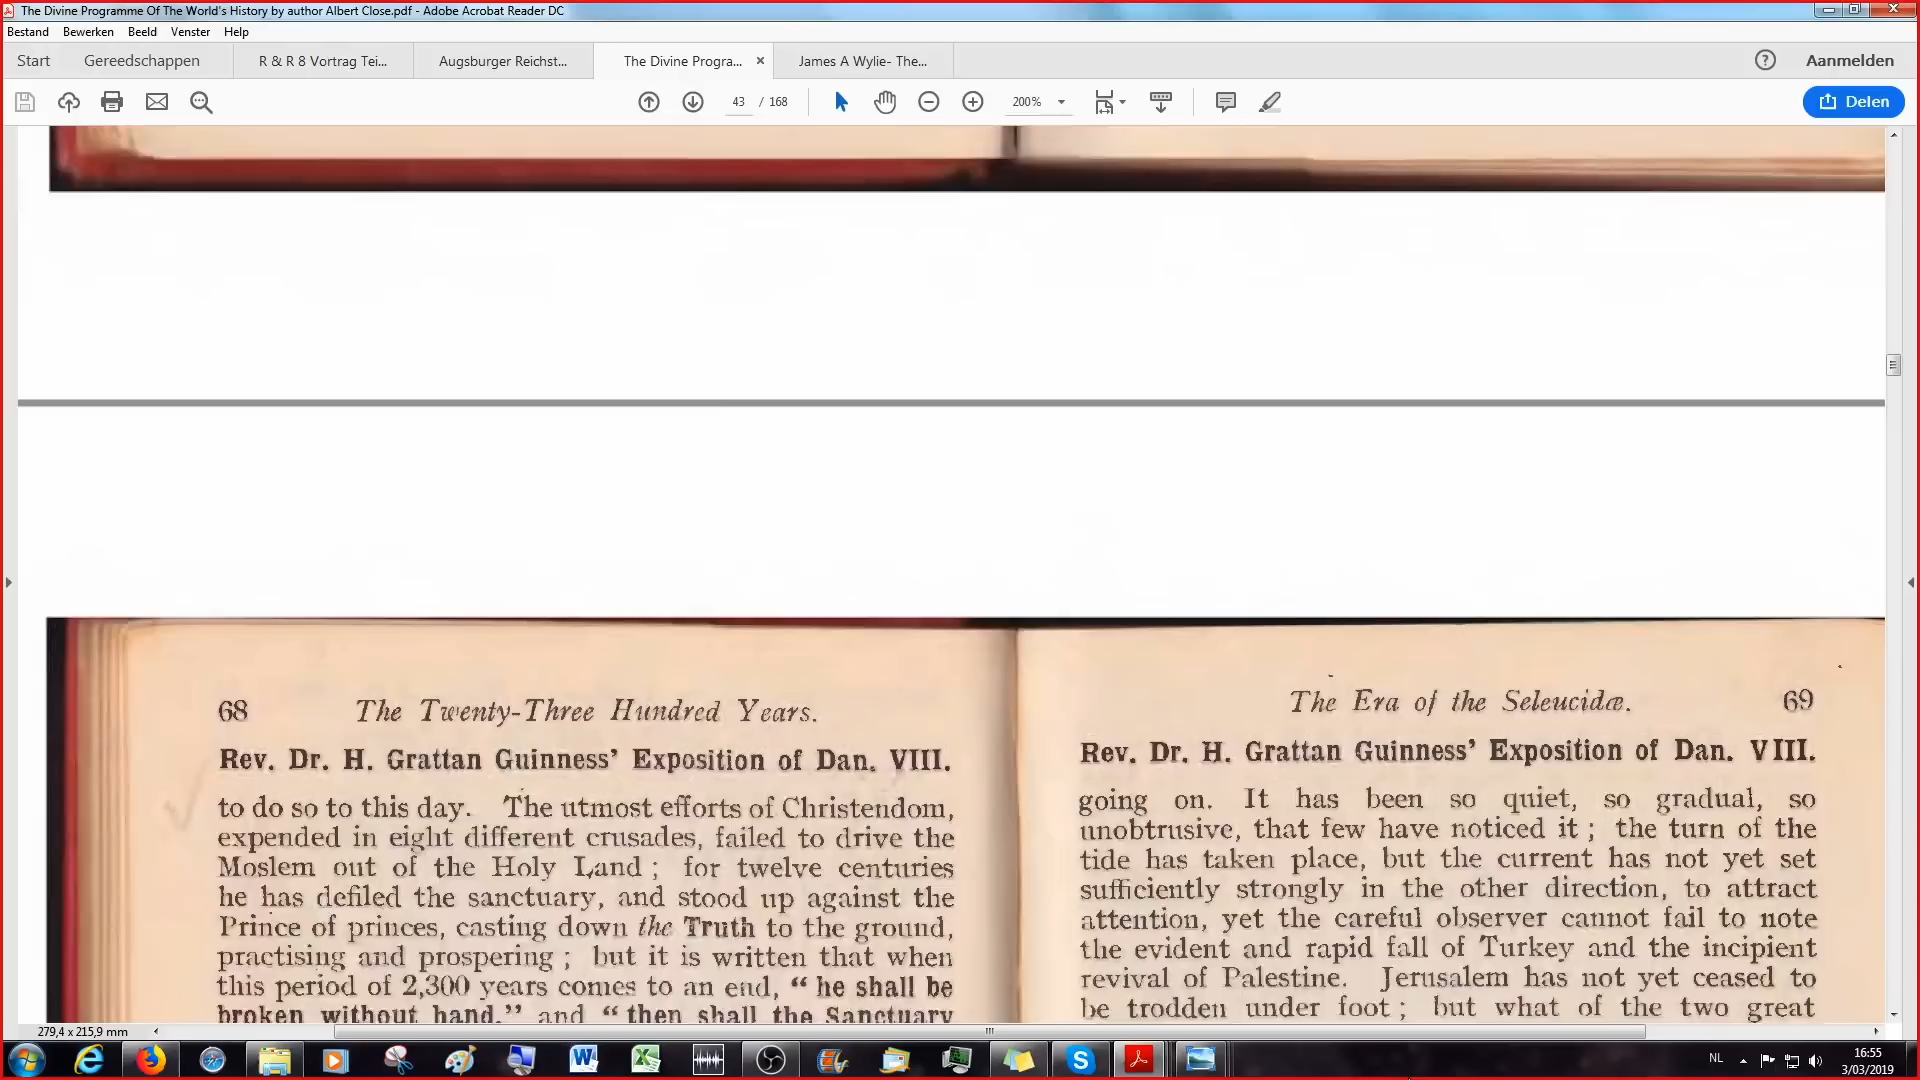 The Divine Programme Of The World's History by author Albert Close.pdf - Adobe Acrobat Reader DC
Bestand Bewerken Beeld Venster Help
Start Gereedschappen R & R 8 Vortrag Tei... Augsburger Reichst... The Divine Progra... James A Wylie- The... Aanmelden
43 / 168 200% Delen
68 The Twenty-Three Hundred Years.
Rev. Dr. H. Grattan Guinness' Exposition of Dan. VIII.
to do so to this day. The utmost efforts of Christendom,
expended in eight different crusades, failed to drive the
Moslem out of the Holy Land ; for twelve centuries
he has defiled the sanctuary, and stood up against the
Prince of princes, casting down the Truth to the ground,
practising and prospering ; but it is written that when
this period of 2,300 years comes to an end, “ he shall be
broken without hand,” and “ then shall the Sanctuary
The Era of the Seleucidæ. 69
Rev. Dr. H. Grattan Guinness' Exposition of Dan. VIII.
going on. It has been so quiet, so gradual, so
unobtrusive, that few have noticed it ; the turn of the
tide has taken place, but the current has not yet set
sufficiently strongly in the other direction, to attract
attention, yet the careful observer cannot fail to note
the evident and rapid fall of Turkey and the incipient
revival of Palestine. Jerusalem has not yet ceased to
be trodden under foot ; but what of the two great
279,4 x 215,9 mm
NL 16:55
3/03/2019